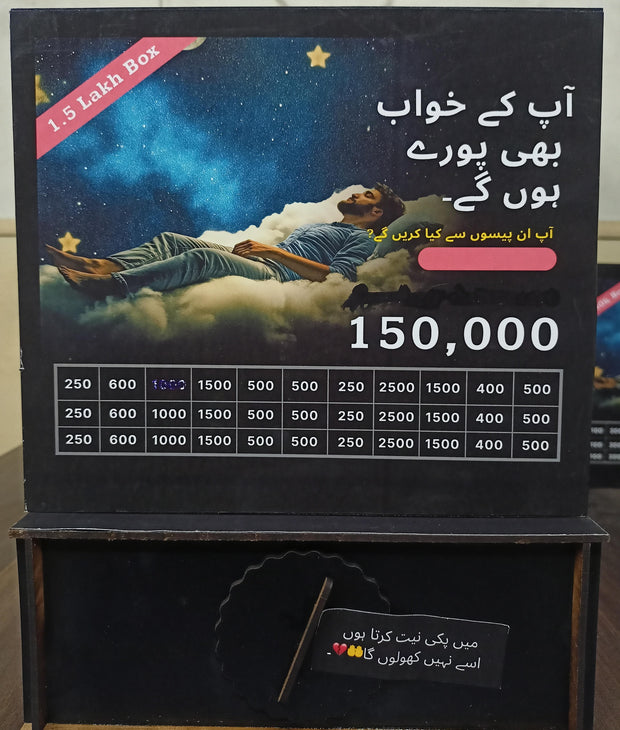 1.5 Lakh Box
آپ کے خواب
بھی پورے
ہوں گے۔
آپ ان پیسوں سے کیا کریں گے?
150,000
250 600 1500 500 500 250 2500 1500 400 500
250 600 1000 1500 500 500 250 2500 1500 400 500
250 600 1000 1500 500 500 250 2500 1500 400 500
میں پکی نیت کرتا ہوں
اسے نہیں کھولوں گا🤲💔۔